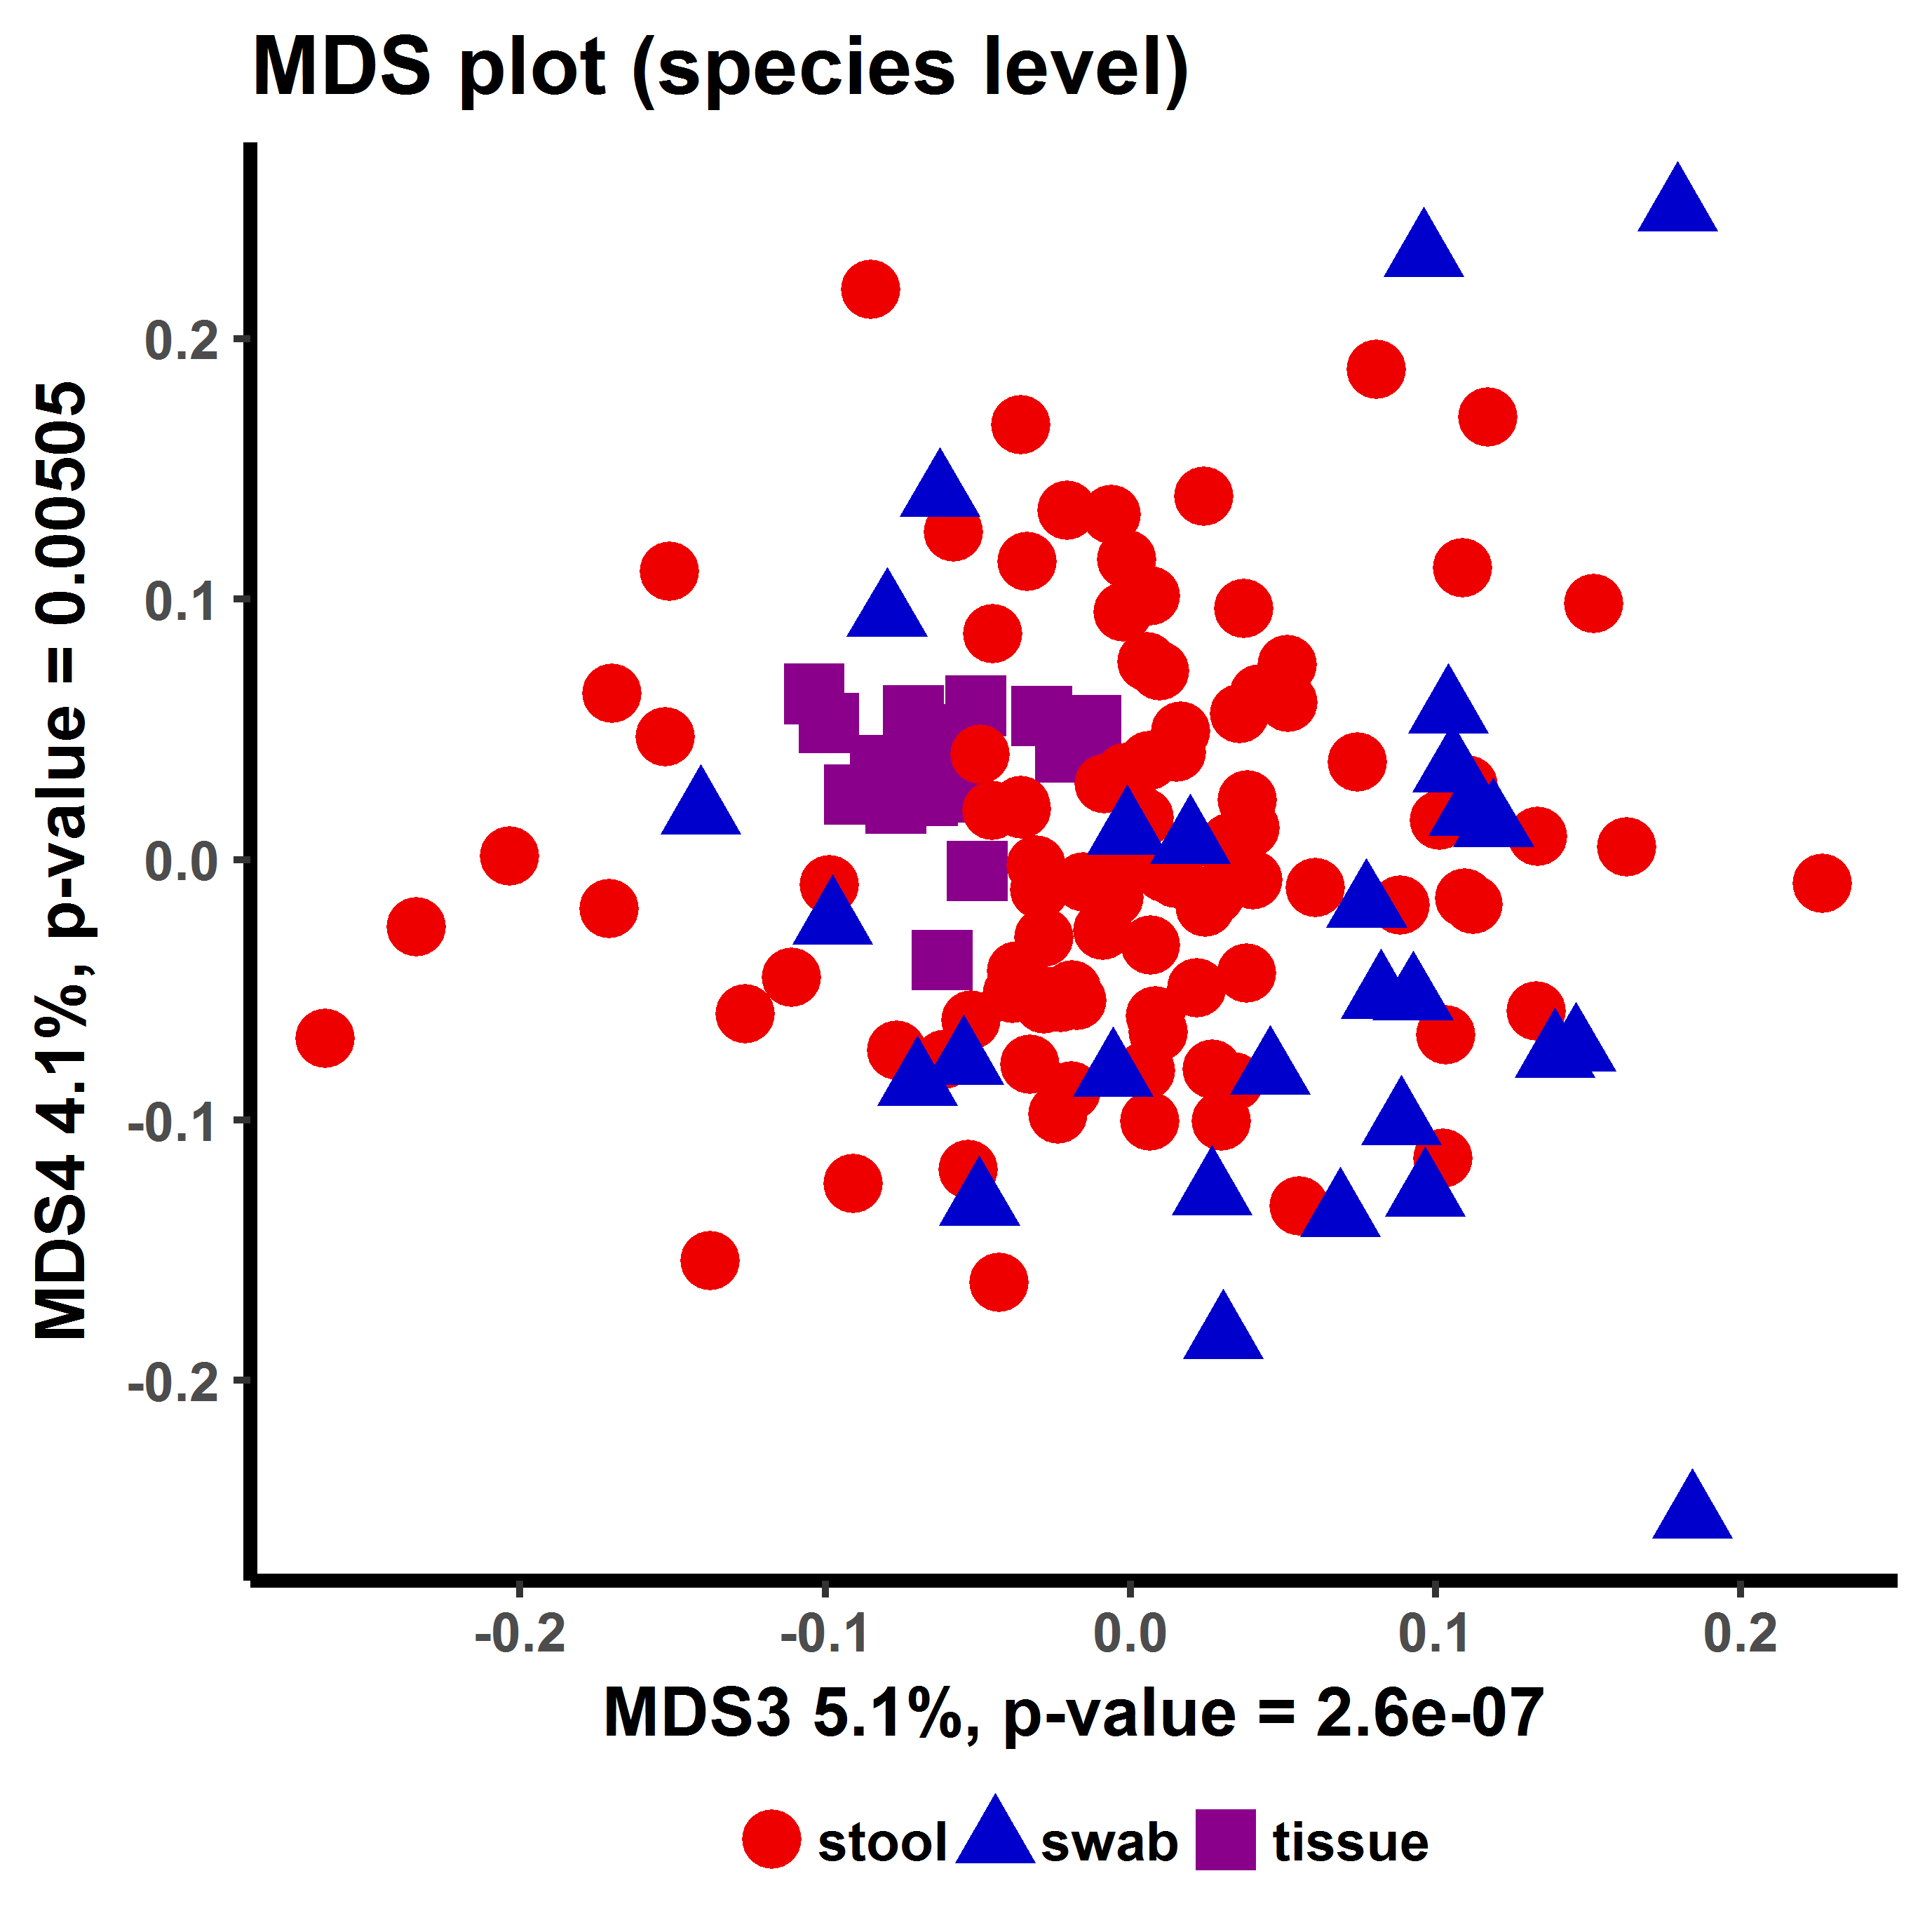 MDS plot (species level)
MDS4 4.1%, p-value = 0.00505
0.2
0.1
0.0
-0.1
-0.2
-0.2 -0.1 0.0 0.1 0.2
MDS3 5.1%, p-value = 2.6e-07
stool swab tissue